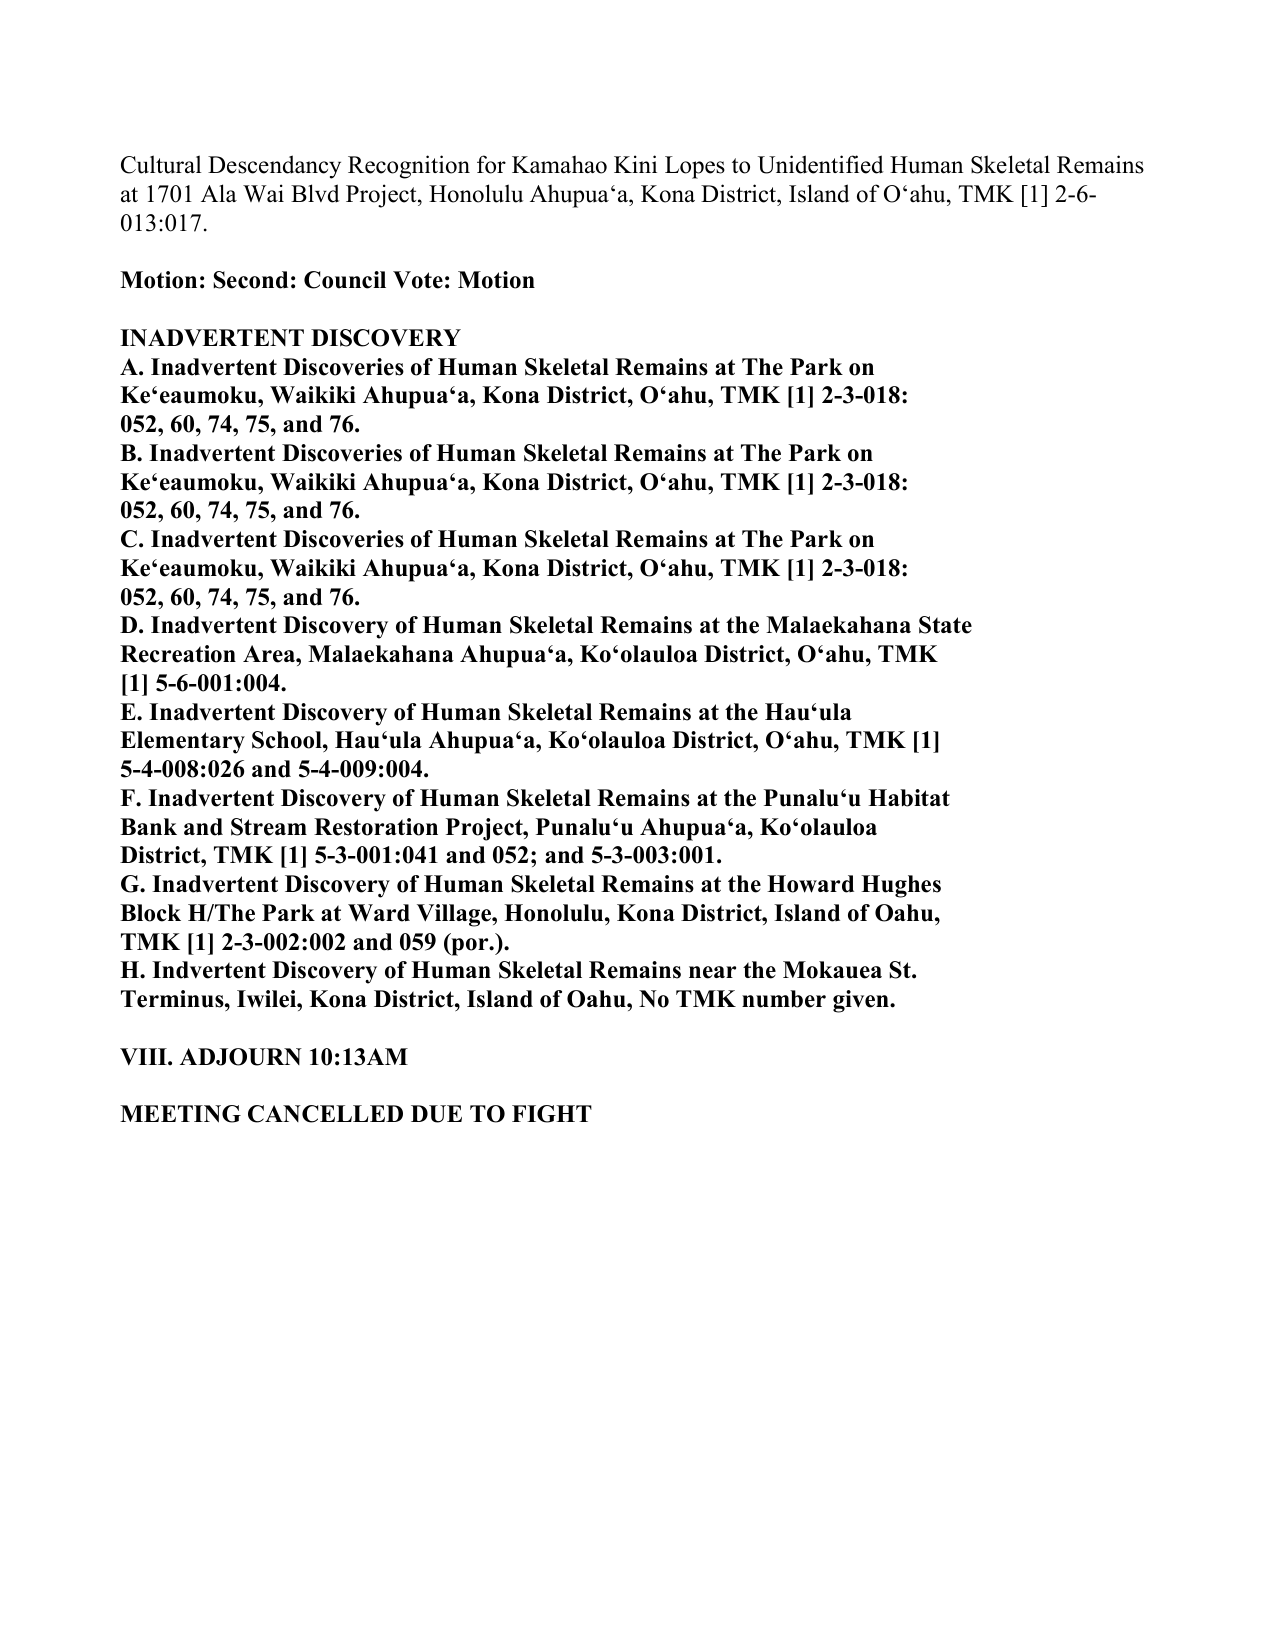 Cultural Descendancy Recognition for Kamahao Kini Lopes to Unidentified Human Skeletal Remains
at 1701 Ala Wai Blvd Project, Honolulu Ahupuaʻa, Kona District, Island of Oʻahu, TMK [1] 2-6-
013:017.
Motion: Second: Council Vote: Motion
INADVERTENT DISCOVERY
A. Inadvertent Discoveries of Human Skeletal Remains at The Park on
Keʻeaumoku, Waikiki Ahupuaʻa, Kona District, Oʻahu, TMK [1] 2-3-018:
052, 60, 74, 75, and 76.
B. Inadvertent Discoveries of Human Skeletal Remains at The Park on
Keʻeaumoku, Waikiki Ahupuaʻa, Kona District, Oʻahu, TMK [1] 2-3-018:
052, 60, 74, 75, and 76.
C. Inadvertent Discoveries of Human Skeletal Remains at The Park on
Keʻeaumoku, Waikiki Ahupuaʻa, Kona District, Oʻahu, TMK [1] 2-3-018:
052, 60, 74, 75, and 76.
D. Inadvertent Discovery of Human Skeletal Remains at the Malaekahana State
Recreation Area, Malaekahana Ahupuaʻa, Koʻolauloa District, Oʻahu, TMK
[1] 5-6-001:004.
E. Inadvertent Discovery of Human Skeletal Remains at the Hauʻula
Elementary School, Hauʻula Ahupuaʻa, Koʻolauloa District, Oʻahu, TMK [1]
5-4-008:026 and 5-4-009:004.
F. Inadvertent Discovery of Human Skeletal Remains at the Punaluʻu Habitat
Bank and Stream Restoration Project, Punaluʻu Ahupuaʻa, Koʻolauloa
District, TMK [1] 5-3-001:041 and 052; and 5-3-003:001.
G. Inadvertent Discovery of Human Skeletal Remains at the Howard Hughes
Block H/The Park at Ward Village, Honolulu, Kona District, Island of Oahu,
TMK [1] 2-3-002:002 and 059 (por.).
H. Indvertent Discovery of Human Skeletal Remains near the Mokauea St.
Terminus, Iwilei, Kona District, Island of Oahu, No TMK number given.
VIII. ADJOURN 10:13AM
MEETING CANCELLED DUE TO FIGHT